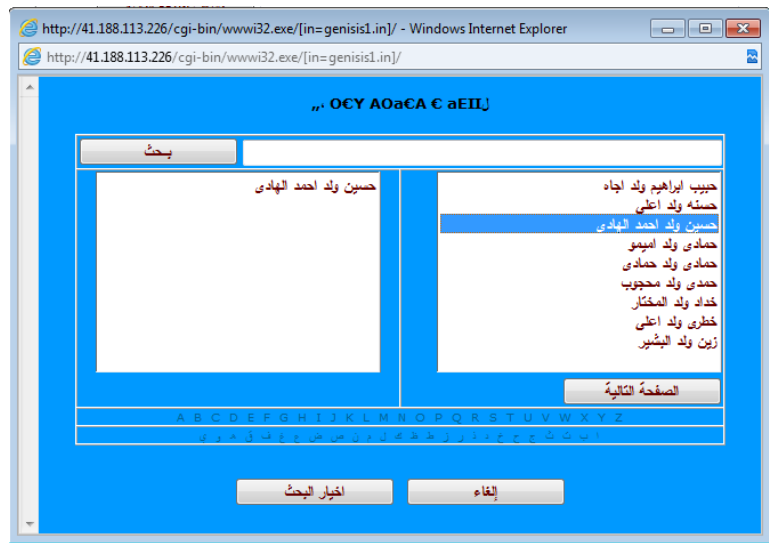 http://41.188.113.226/cgi-bin/wwwi32.exe/[in=genisis1.in]/ - Windows Internet Explorer
http://41.188.113.226/cgi-bin/wwwi32.exe/[in=genisis1.in]/
بحث
حبيب ابراهيم ولد اجاه
حسنه ولد اعلى
حسين ولد احمد الهادى
حمادى ولد اميمو
حمادى ولد حمادى
حمدى ولد محجوب
خداد ولد المختار
خطرى ولد اعلى
زين ولد البشير
حسين ولد احمد الهادى
الصفحة التالية
A B C D E F G H I J K L M N O P Q R S T U V W X Y Z
إلغاء
اخيار البحث